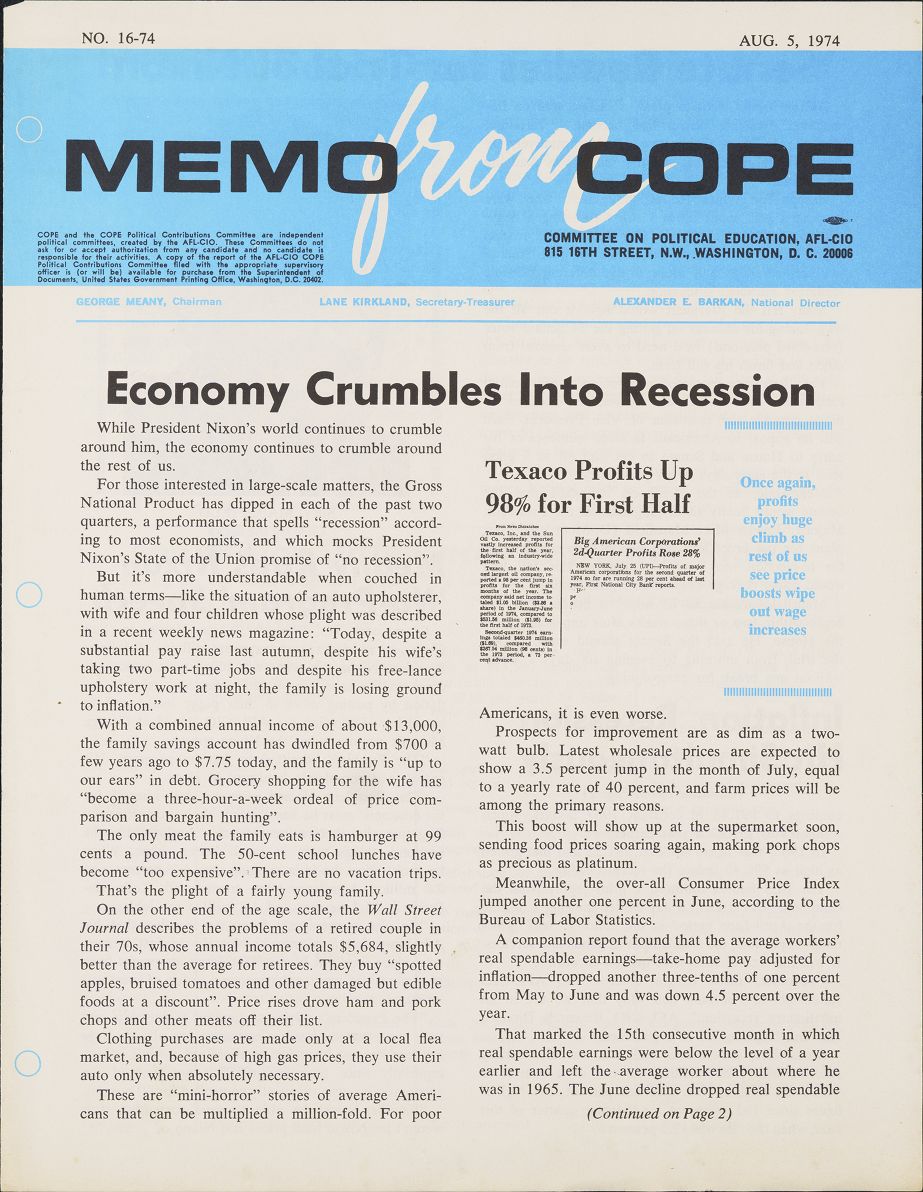 NO. 16-74
AUG. 5, 1974
MEMO from COPE
COPE and the COPE Political Contributions Committee are independent
political committees, created by the AFL-CIO. These Committees do not
ask for or accept authorization from any candidate and no candidate is
responsible for their activities. A copy of the report of the AFL-CIO COPE
Political Contributions Committee filed with the appropriate supervisory
officer is (or will be) available for purchase from the Superintendent of
Documents, United States Government Printing Office, Washington, D.C. 20402.
COMMITTEE ON POLITICAL EDUCATION, AFL-CIO
815 16TH STREET, N.W., WASHINGTON, D. C. 20006
GEORGE MEANY, Chairman
LANE KIRKLAND, Secretary-Treasurer
ALEXANDER E. BARKAN, National Director
Economy Crumbles Into Recession
While President Nixon's world continues to crumble
around him, the economy continues to crumble around
the rest of us.
For those interested in large-scale matters, the Gross
National Product has dipped in each of the past two
quarters, a performance that spells "recession" accord-
ing to most economists, and which mocks President
Nixon's State of the Union promise of "no recession".
But it's more understandable when couched in
human terms—like the situation of an auto upholsterer,
with wife and four children whose plight was described
in a recent weekly news magazine: "Today, despite a
substantial pay raise last autumn, despite his wife's
taking two part-time jobs and despite his free-lance
upholstery work at night, the family is losing ground
to inflation."
With a combined annual income of about $13,000,
the family savings account has dwindled from $700 a
few years ago to $7.75 today, and the family is "up to
our ears" in debt. Grocery shopping for the wife has
"become a three-hour-a-week ordeal of price com-
parison and bargain hunting".
The only meat the family eats is hamburger at 99
cents a pound. The 50-cent school lunches have
become "too expensive". There are no vacation trips.
That's the plight of a fairly young family.
On the other end of the age scale, the Wall Street
Journal describes the problems of a retired couple in
their 70s, whose annual income totals $5,684, slightly
better than the average for retirees. They buy "spotted
apples, bruised tomatoes and other damaged but edible
foods at a discount". Price rises drove ham and pork
chops and other meats off their list.
Clothing purchases are made only at a local flea
market, and, because of high gas prices, they use their
auto only when absolutely necessary.
These are "mini-horror" stories of average Ameri-
cans that can be multiplied a million-fold. For poor
Texaco Profits Up
98% for First Half
From News Dispatches
Texaco, Inc., and the Sun
Oil Co. yesterday reported
vastly increased profits for
the first half of the year,
following an industry-wide
pattern.
Texaco, the nation's sec-
ond largest oil company, re-
ported a 98 per cent jump in
profits for the first six
months of the year. The
company said net income to-
taled $1.05 billion ($3.86 a
share) in the January-June
period of 1974, compared to
$531.56 million ($1.95) for
the first half of 1973.
Second-quarter 1974 earn-
ings totaled
compared with
million (98 cents) in
the 1973 period, a 73 per-
cent advance.
Big American Corporations'
2d-Quarter Profits Rose 28%
NEW YORK, July 25 (UPI)—Profits of major
American corporations for the second quarter of
1974 so far are running 28 per cent ahead of last
year, First National City Bank reports.
Once again,
profits
enjoy huge
climb as
rest of us
see price
boosts wipe
out wage
increases
Americans, it is even worse.
Prospects for improvement are as dim as a two-
watt bulb. Latest wholesale prices are expected to
show a 3.5 percent jump in the month of July, equal
to a yearly rate of 40 percent, and farm prices will be
among the primary reasons.
This boost will show up at the supermarket soon,
sending food prices soaring again, making pork chops
as precious as platinum.
Meanwhile, the over-all Consumer Price Index
jumped another one percent in June, according to the
Bureau of Labor Statistics.
A companion report found that the average workers'
real spendable earnings—take-home pay adjusted for
inflation—dropped another three-tenths of one percent
from May to June and was down 4.5 percent over the
year.
That marked the 15th consecutive month in which
real spendable earnings were below the level of a year
earlier and left the average worker about where he
was in 1965. The June decline dropped real spendable
(Continued on Page 2)